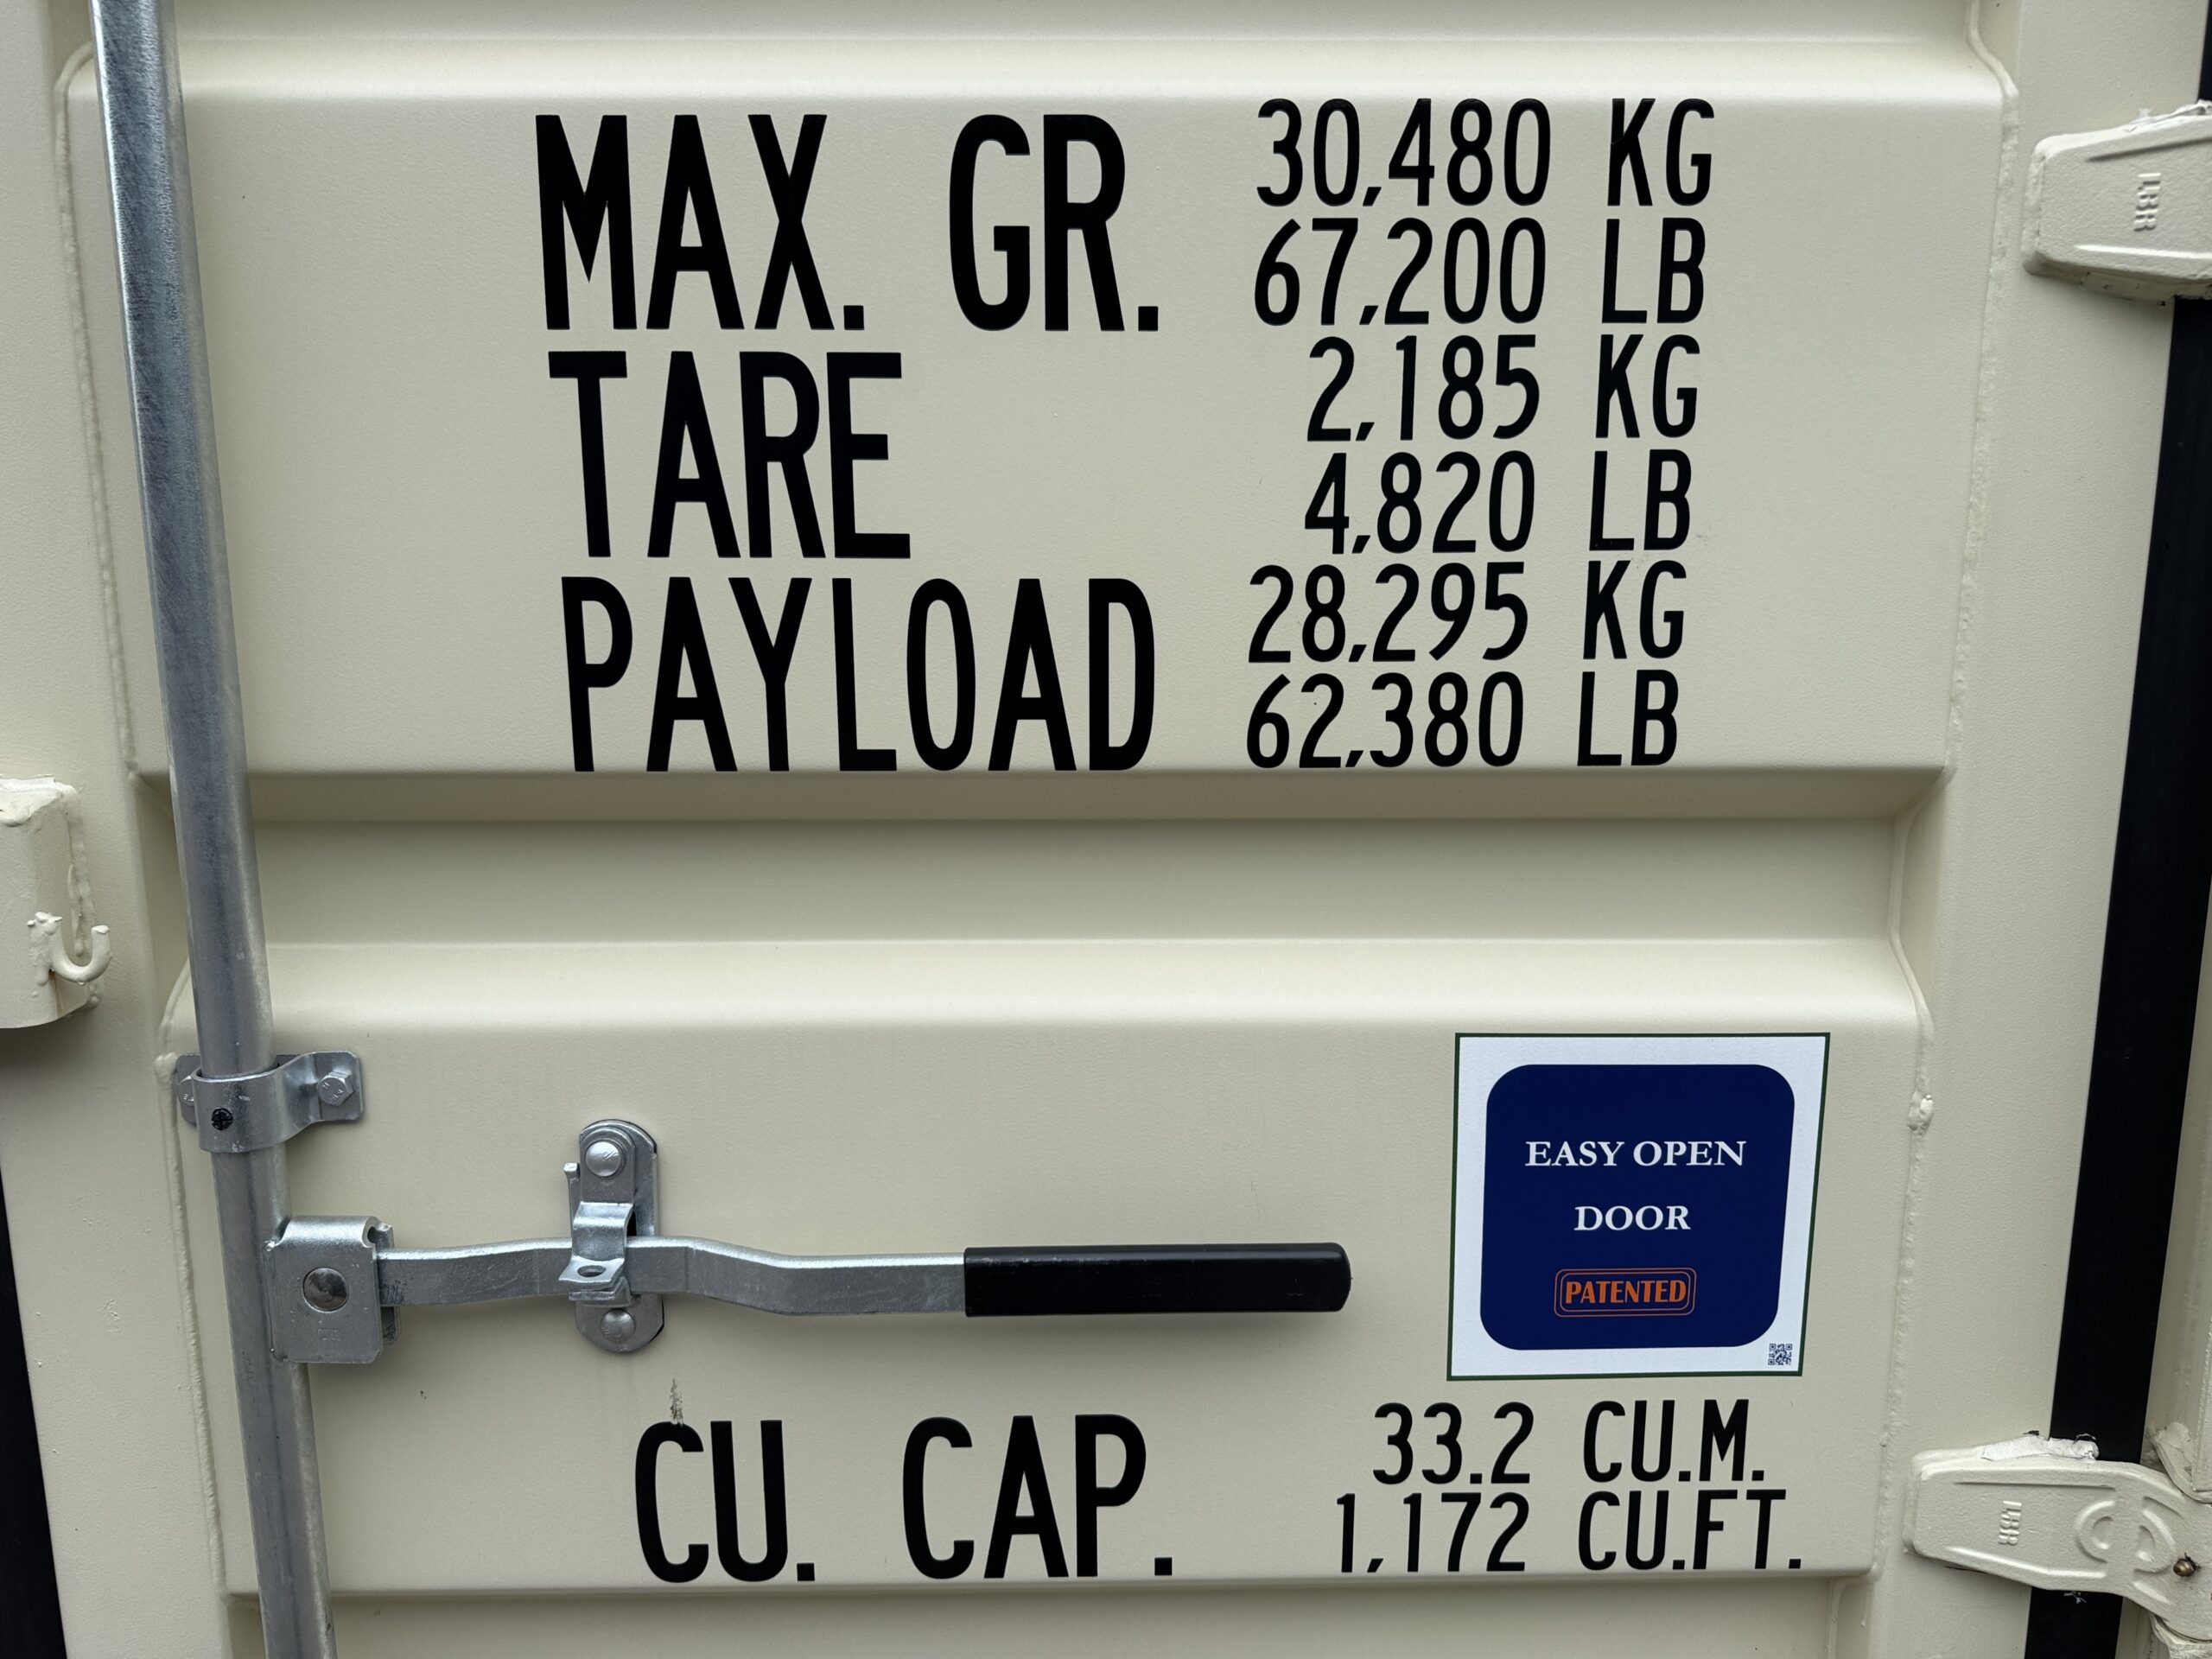 MAX. GR. 30,480 KG
67,200 LB
TARE 2,185 KG
4,820 LB
PAYLOAD 28,295 KG
62,380 LB
EASY OPEN
DOOR
PATENTED
CU. CAP. 33.2 CU.M.
1,172 CU.FT.